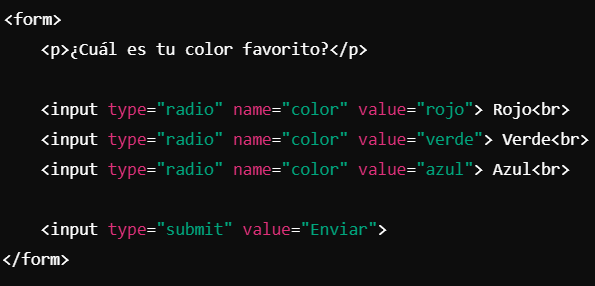 <form>
<p>¿Cuál es tu color favorito?</p>
<input type="radio" name="color" value="rojo"> Rojo<br>
<input type="radio" name="color" value="verde"> Verde<br>
<input type="radio" name="color" value="azul"> Azul<br>
<input type="submit" value="Enviar">
</form>